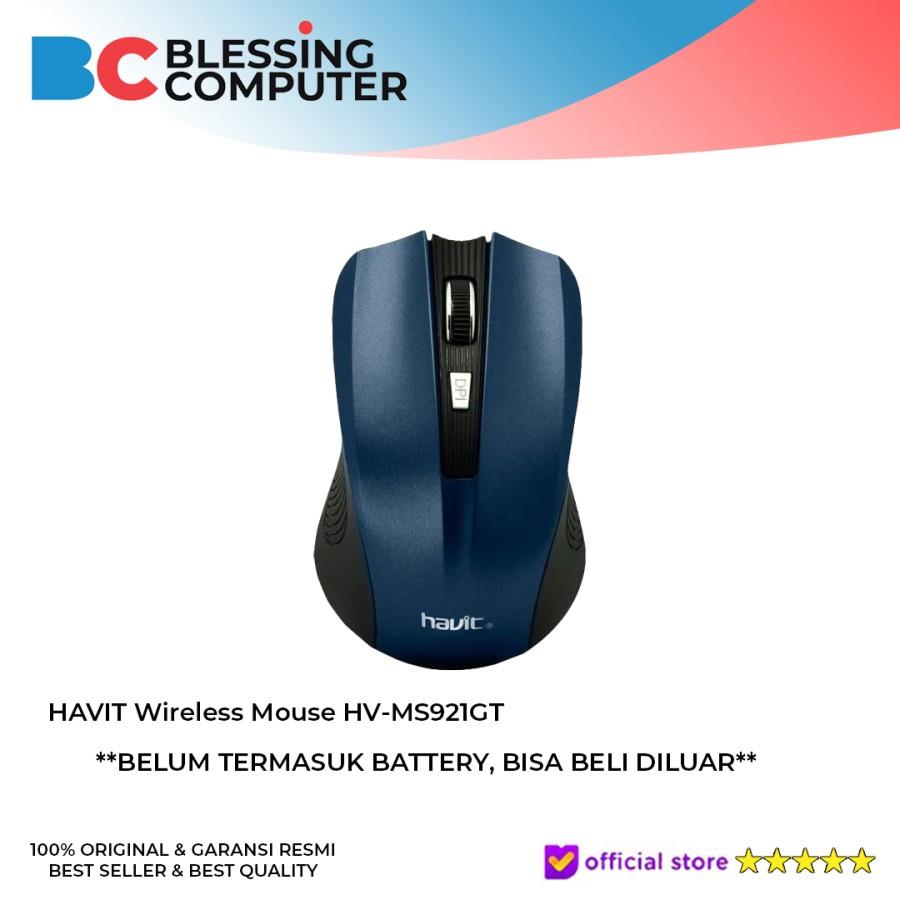 BC BLESSING
COMPUTER
DPI
havit
HAVIT Wireless Mouse HV-MS921GT
**BELUM TERMASUK BATTERY, BISA BELI DILUAR**
100% ORIGINAL & GARANSI RESMI
BEST SELLER & BEST QUALITY
official store